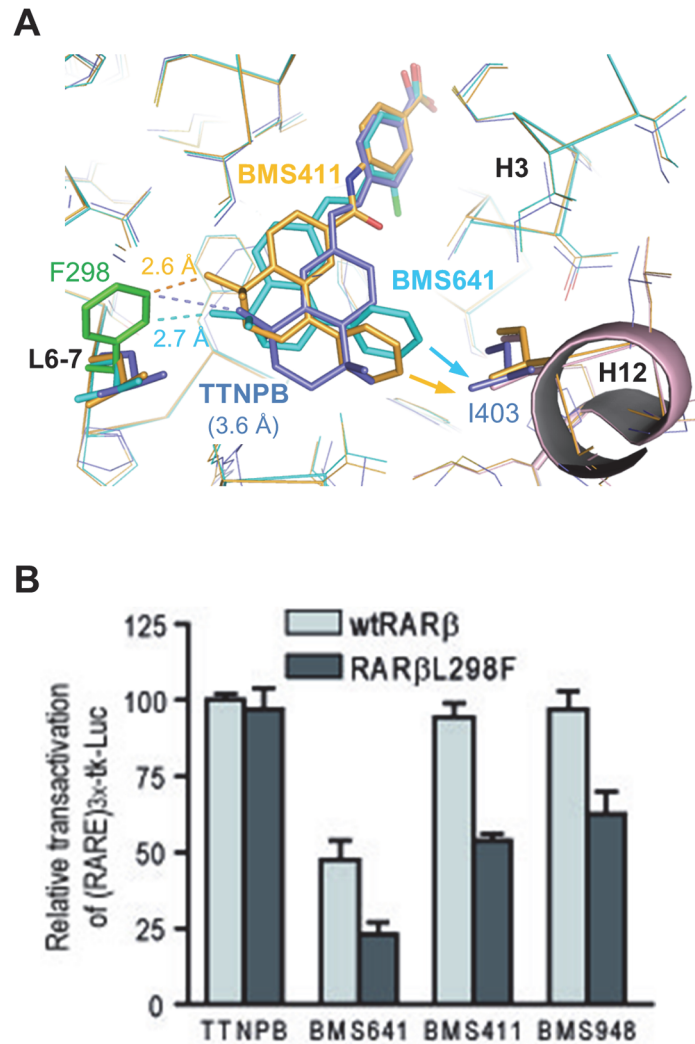 A
BMS411
H3
F298
2.6 Å
BMS641
L6-7
2.7 Å
H12
TTNPB
(3.6 Å)
I403
B
Relative transactivation
of (RARE)3x-tk-Luc
125
100
75
50
25
0
wtRARβ
RARβL298F
TTNPB BMS641 BMS411 BMS948